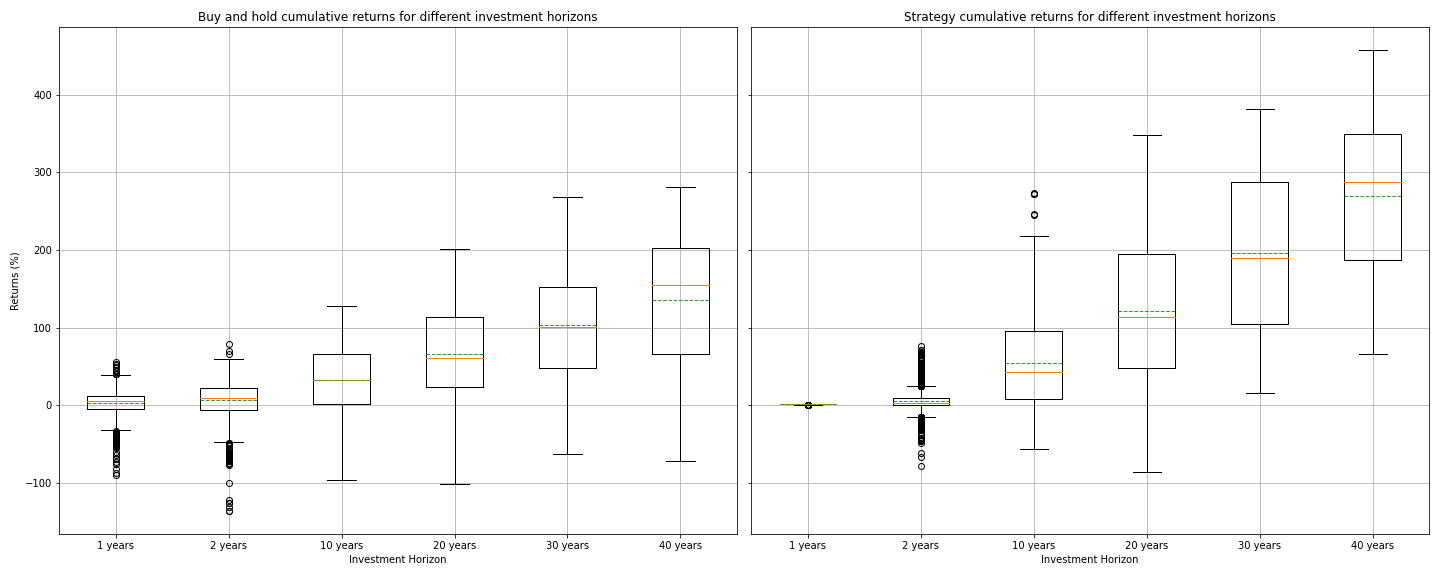 Buy and hold cumulative returns for different investment horizons
Strategy cumulative returns for different investment horizons
Returns (%)
400
300
200
100
0
−100
1 years
2 years
10 years
20 years
30 years
40 years
Investment Horizon
1 years
2 years
10 years
20 years
30 years
40 years
Investment Horizon